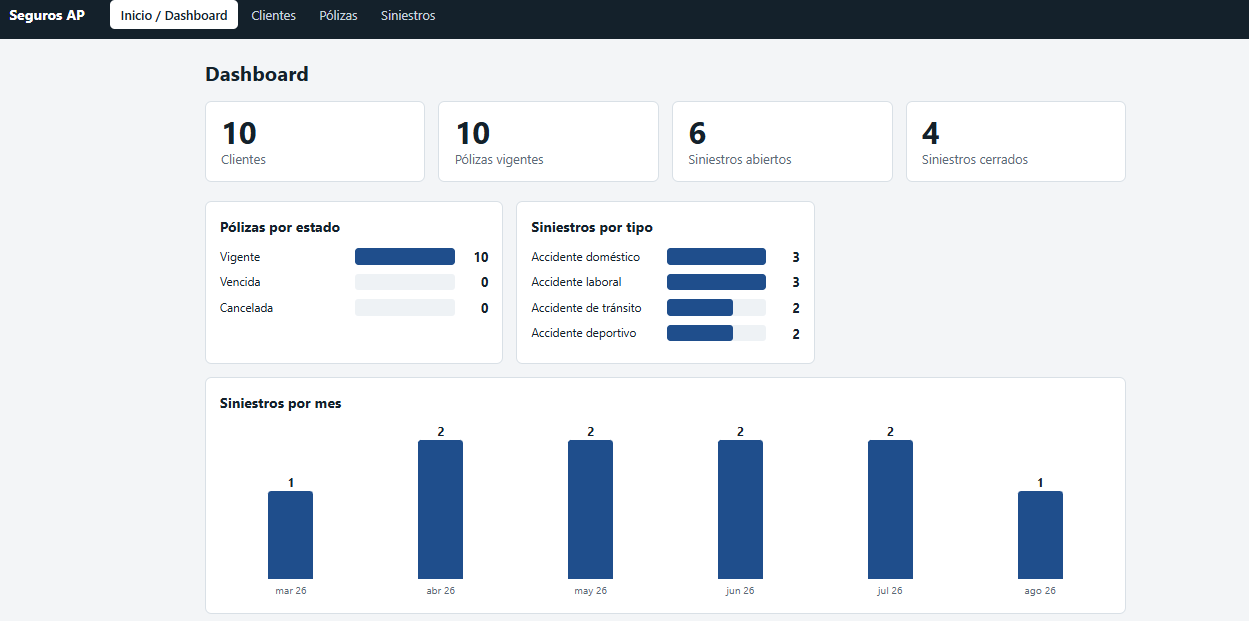 Seguros AP Inicio / Dashboard Clientes Pólizas Siniestros
Dashboard
10
Clientes
10
Pólizas vigentes
6
Siniestros abiertos
4
Siniestros cerrados
Pólizas por estado
Vigente 10
Vencida 0
Cancelada 0
Siniestros por tipo
Accidente doméstico 3
Accidente laboral 3
Accidente de tránsito 2
Accidente deportivo 2
Siniestros por mes
1 2 2 2 2 1
mar 26 abr 26 may 26 jun 26 jul 26 ago 26